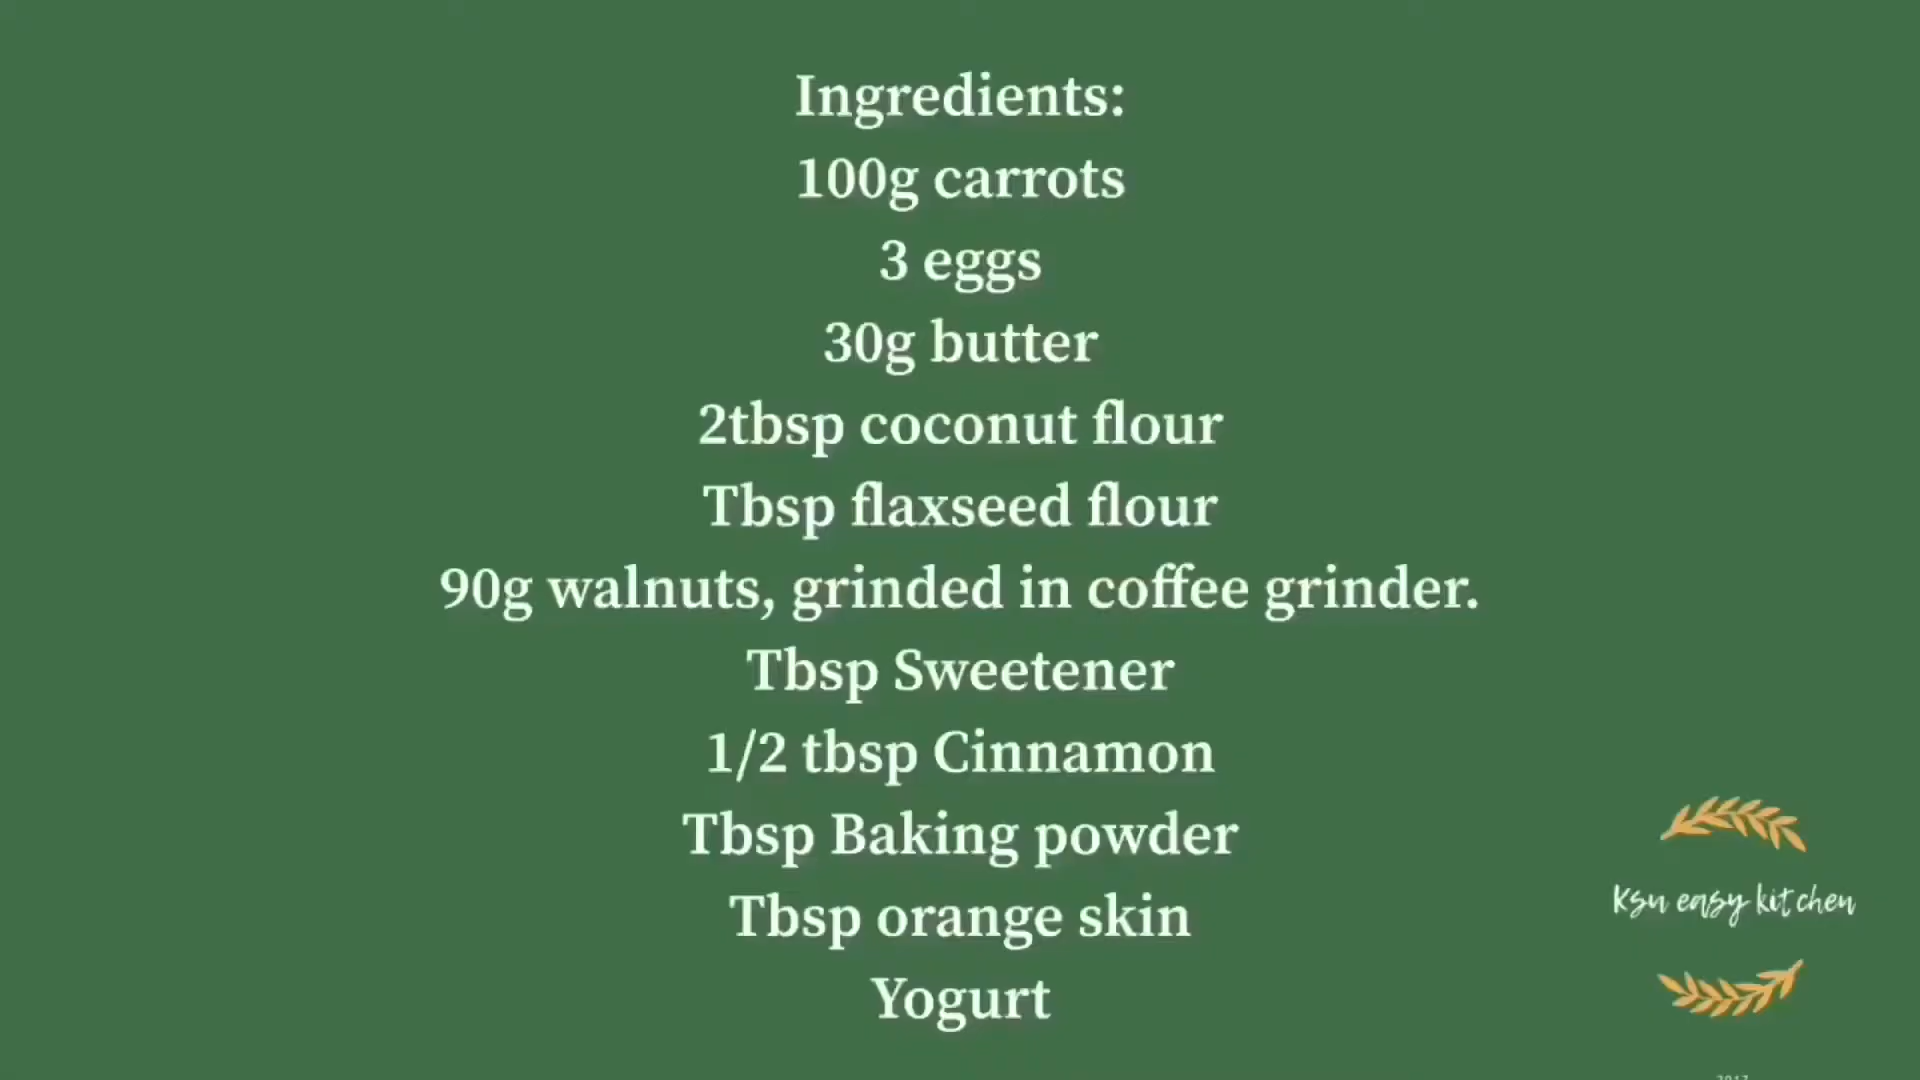 Ingredients:
100g carrots
3 eggs
30g butter
2tbsp coconut flour
Tbsp flaxseed flour
90g walnuts, grinded in coffee grinder.
Tbsp Sweetener
1/2 tbsp Cinnamon
Tbsp Baking powder
Tbsp orange skin
Yogurt
Ksu easy kitchen